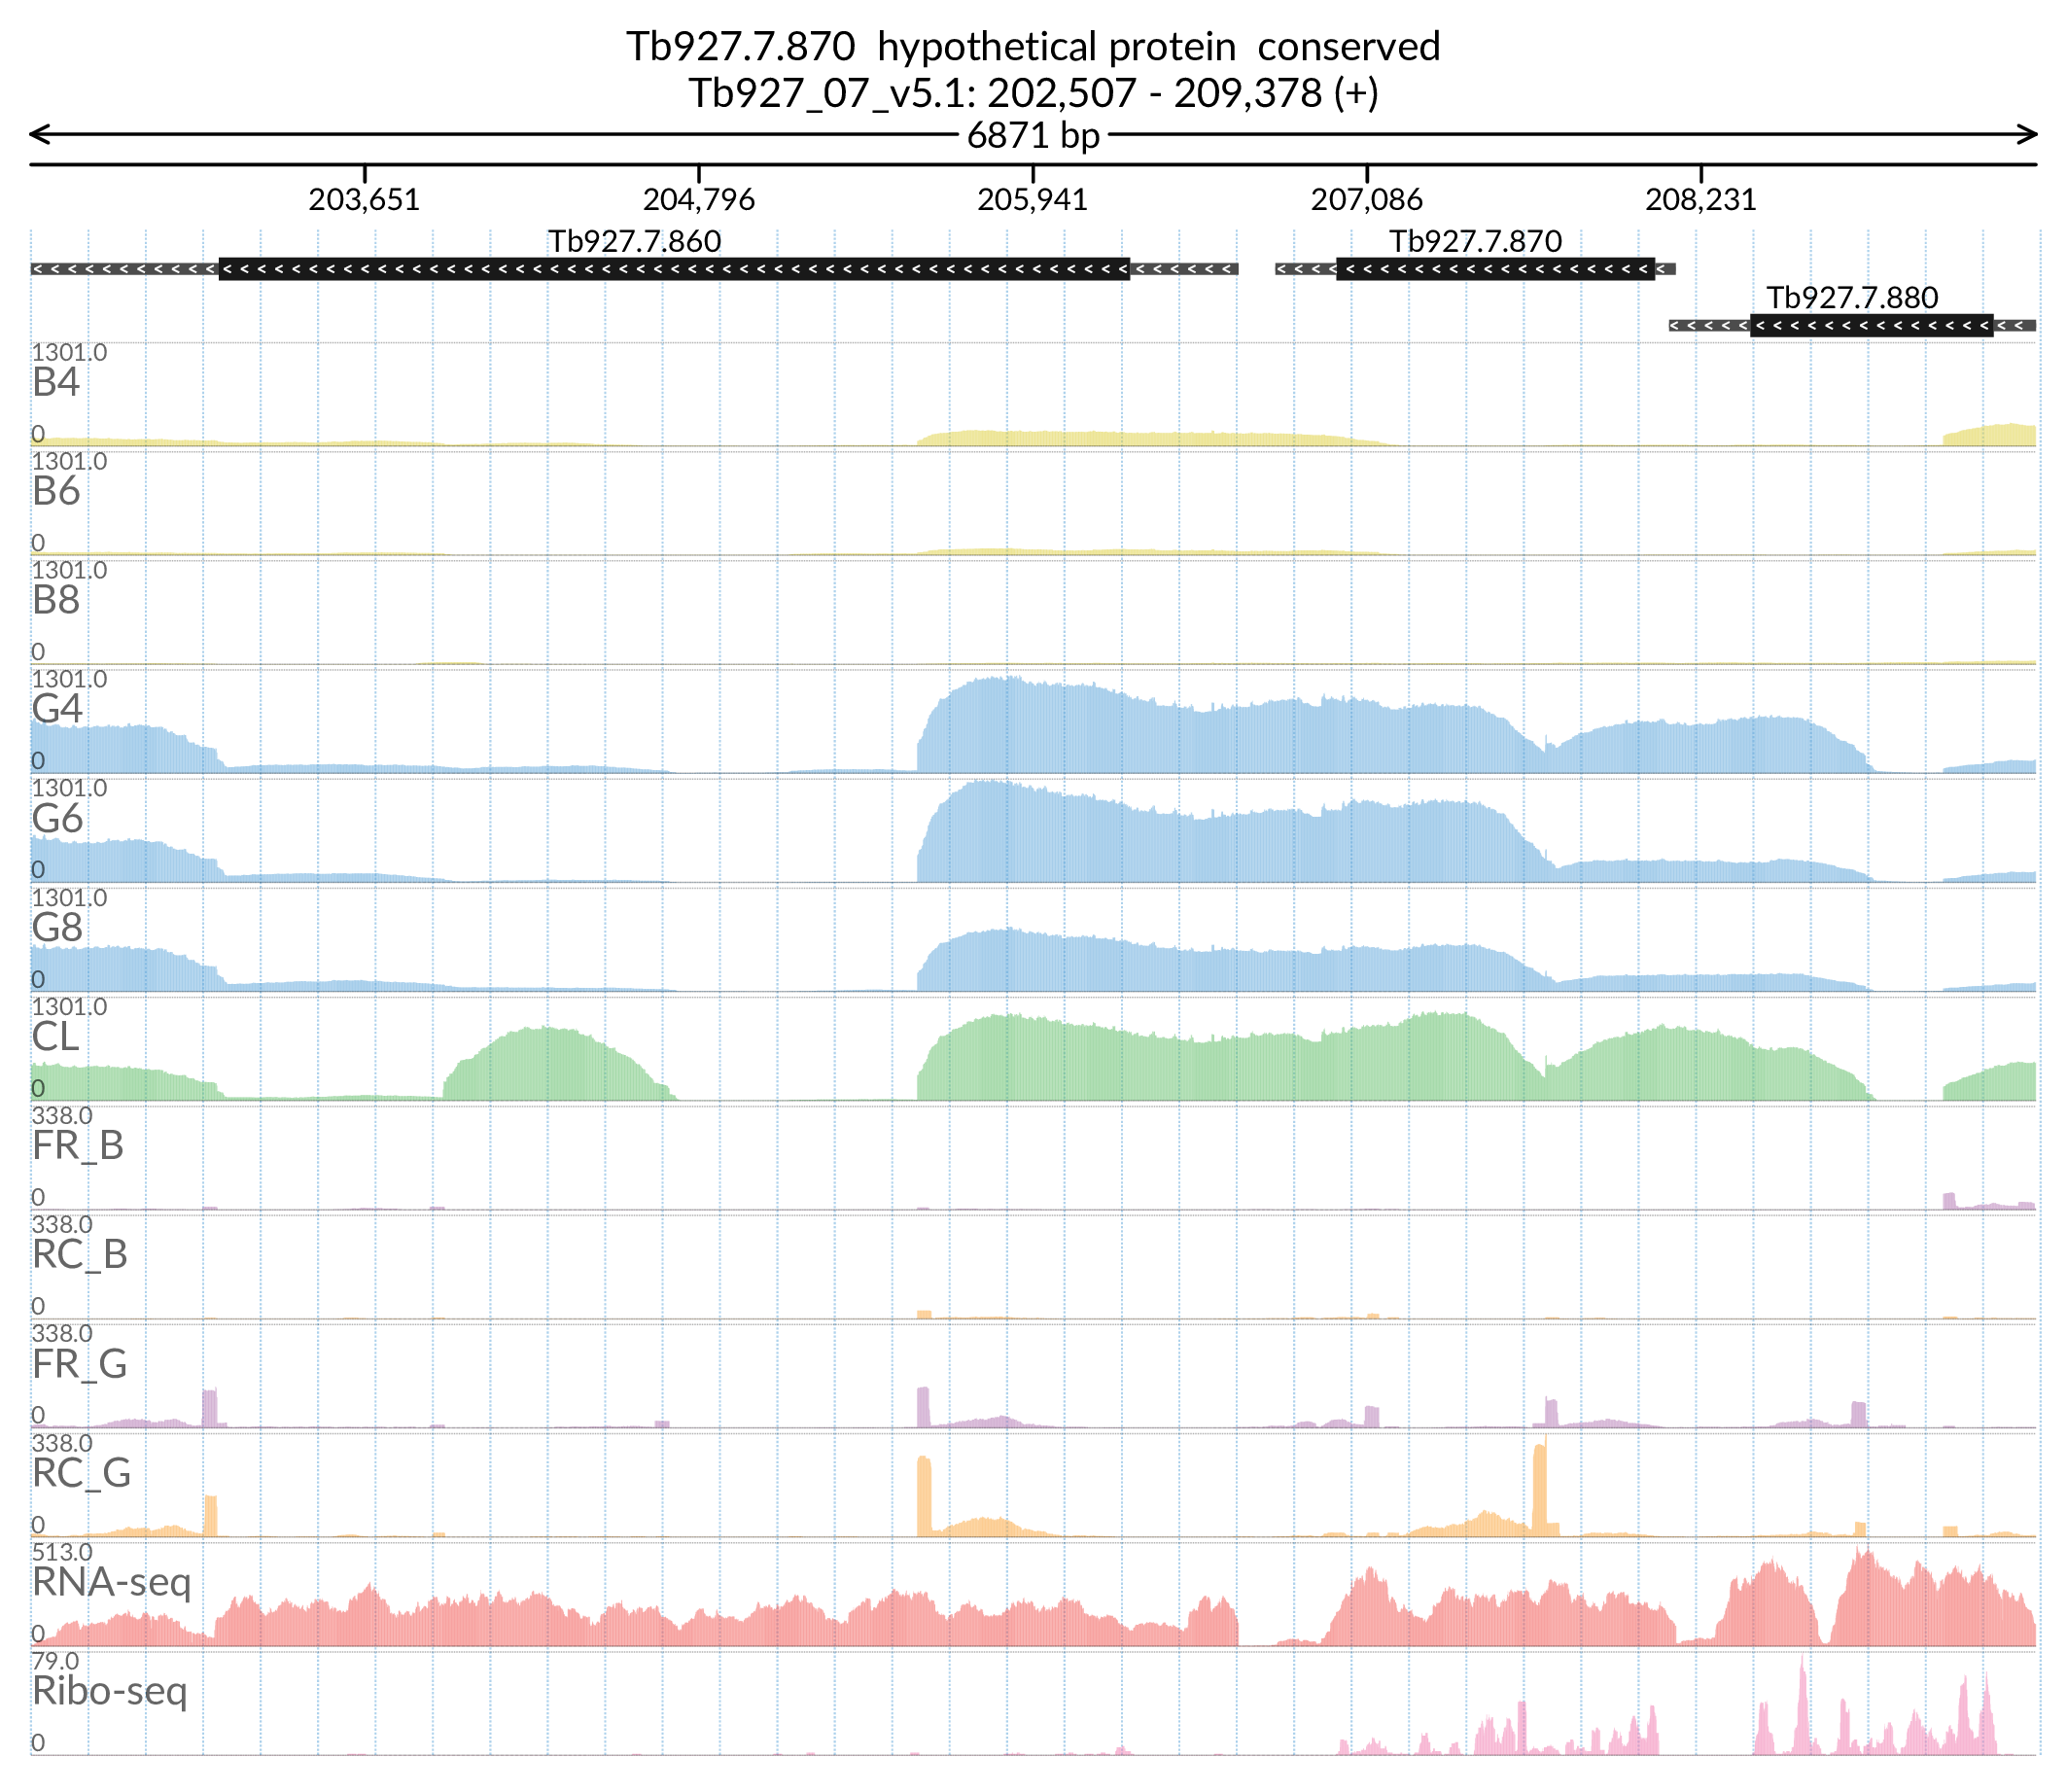 Tb927.7.870 hypothetical protein conserved
Tb927_07_v5.1: 202,507 - 209,378 (+)
6871 bp
203,651 204,796 205,941 207,086 208,231
Tb927.7.860 Tb927.7.870
Tb927.7.880
1301.0
B4
0
1301.0
B6
0
1301.0
B8
0
1301.0
G4
0
1301.0
G6
0
1301.0
G8
0
1301.0
CL
0
338.0
FR_B
0
338.0
RC_B
0
338.0
FR_G
0
338.0
RC_G
0
513.0
RNA-seq
0
79.0
Ribo-seq
0